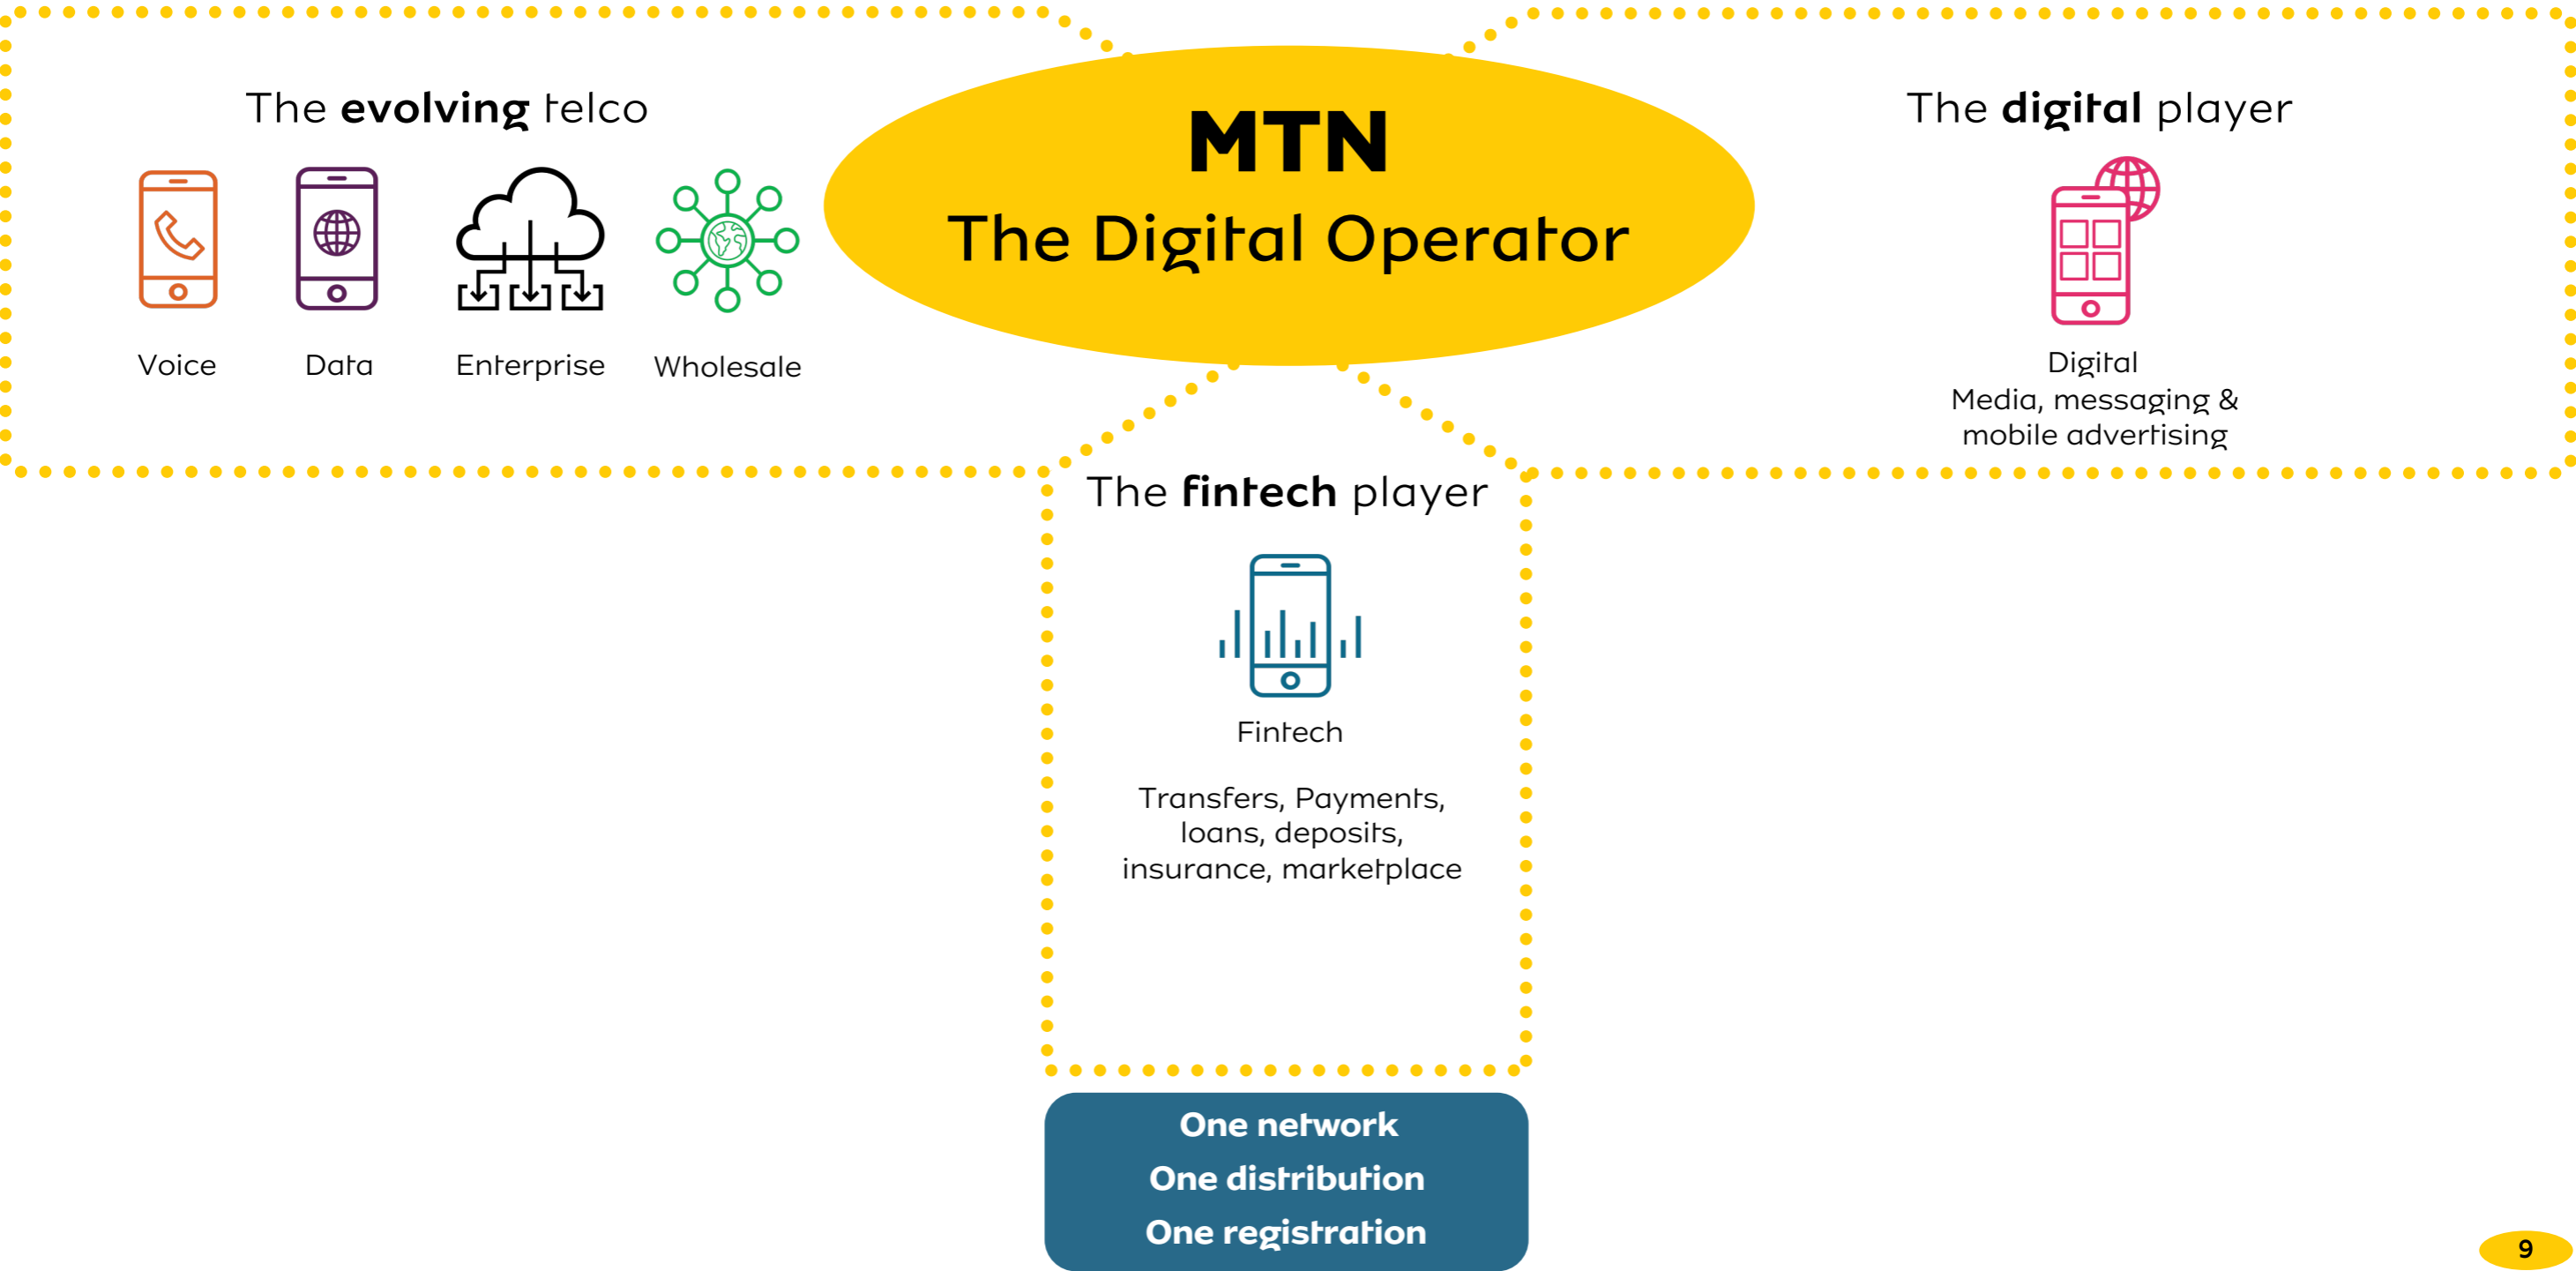 MTN
The Digital Operator
The evolving telco
Voice
Data
Enterprise
Wholesale
The digital player
Digital
Media, messaging &
mobile advertising
The fintech player
Fintech
Transfers, Payments,
loans, deposits,
insurance, marketplace
One network
One distribution
One registration
9